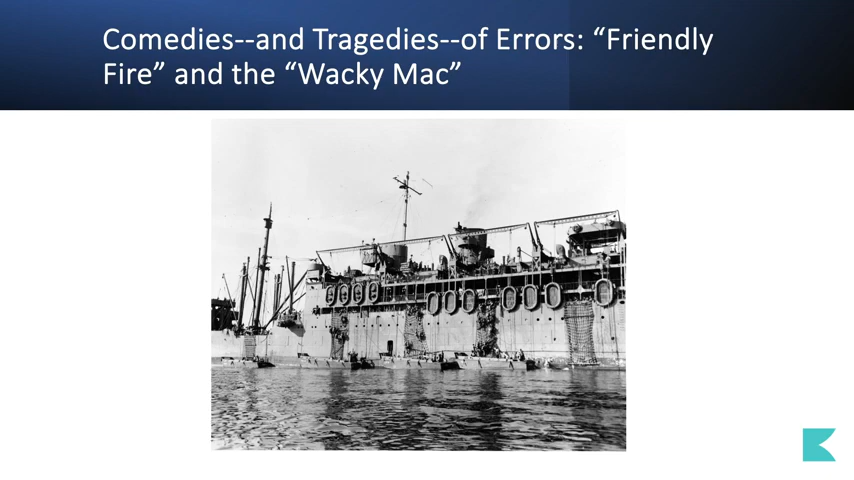 Comedies--and Tragedies--of Errors: “Friendly
Fire” and the “Wacky Mac”